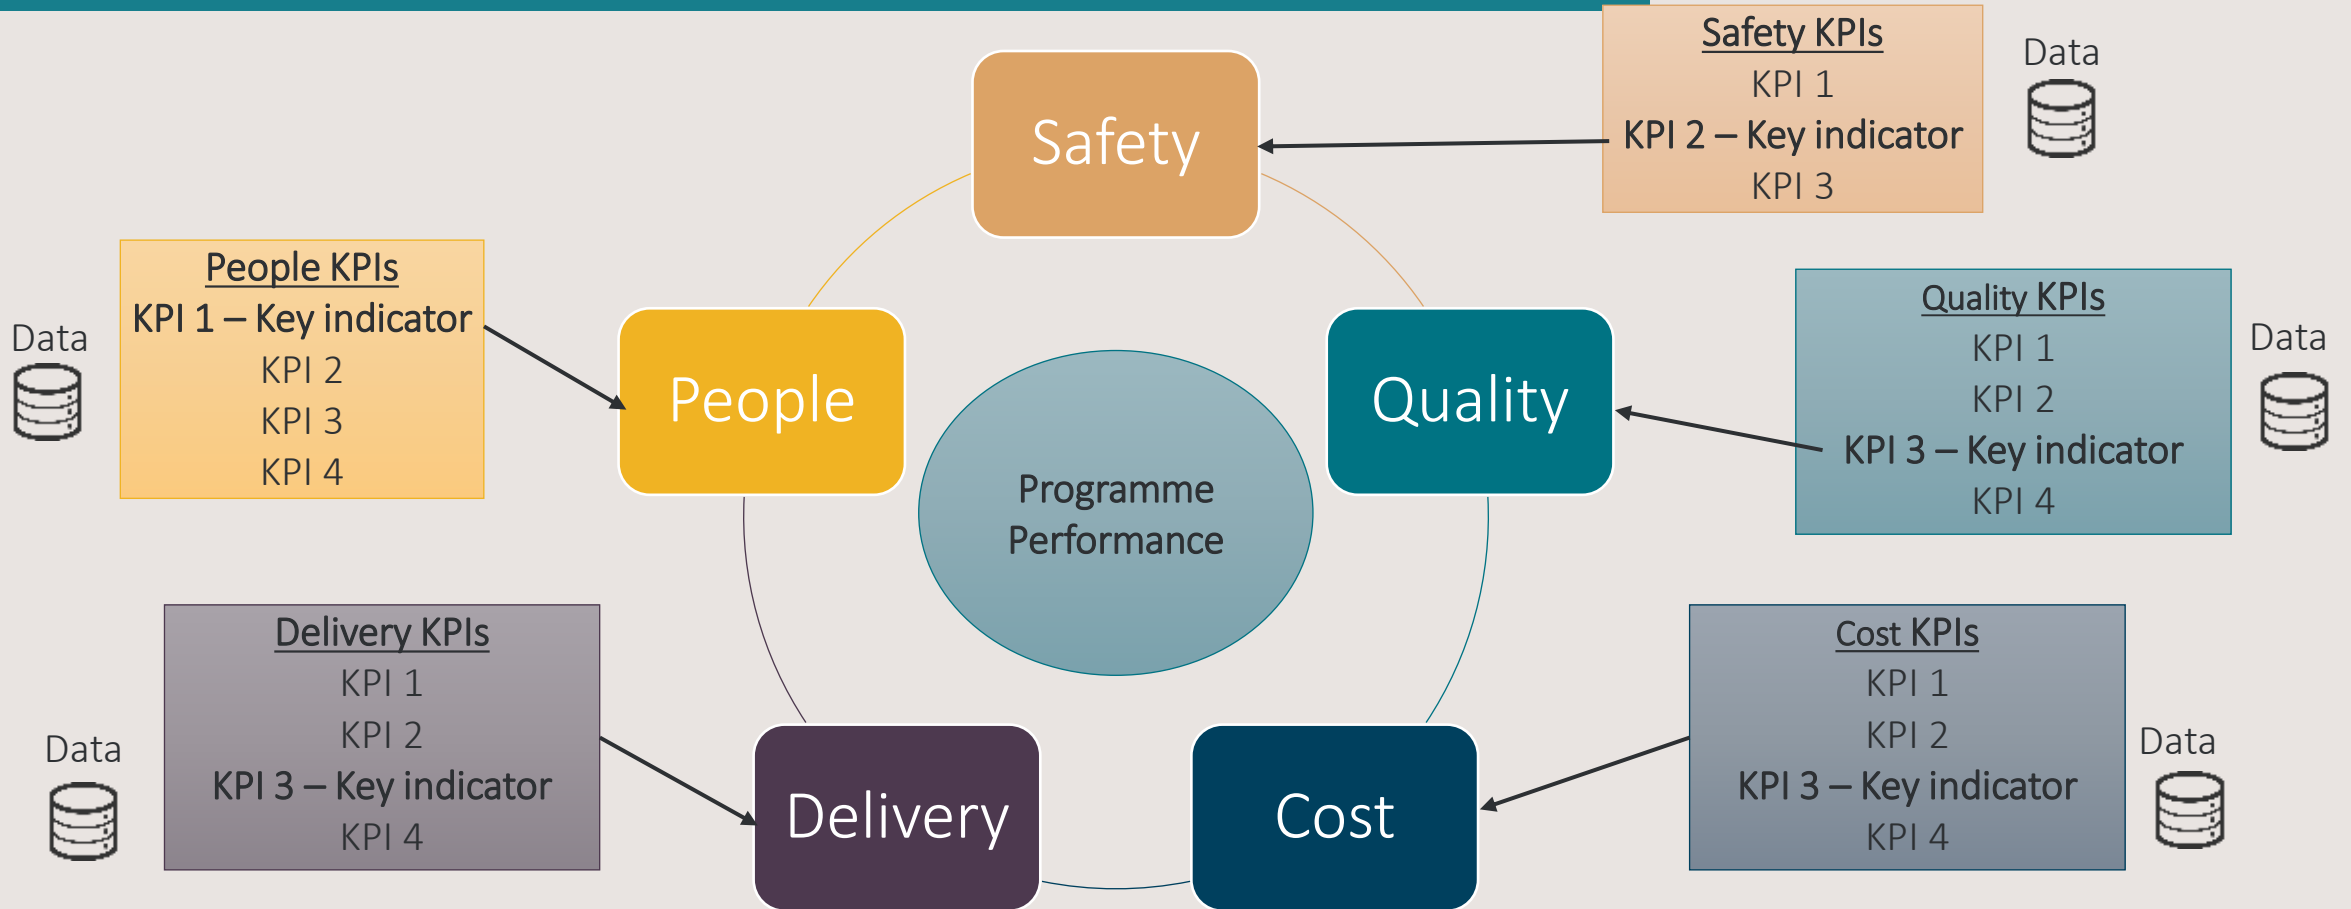 Safety
Safety KPIs
KPI 1
KPI 2 – Key indicator
KPI 3
Data
People KPIs
KPI 1 – Key indicator
KPI 2
KPI 3
KPI 4
Data
People
Programme
Performance
Quality
Quality KPIs
KPI 1
KPI 2
KPI 3 – Key indicator
KPI 4
Data
Delivery KPIs
KPI 1
KPI 2
KPI 3 – Key indicator
KPI 4
Data
Delivery
Cost
Cost KPIs
KPI 1
KPI 2
KPI 3 – Key indicator
KPI 4
Data